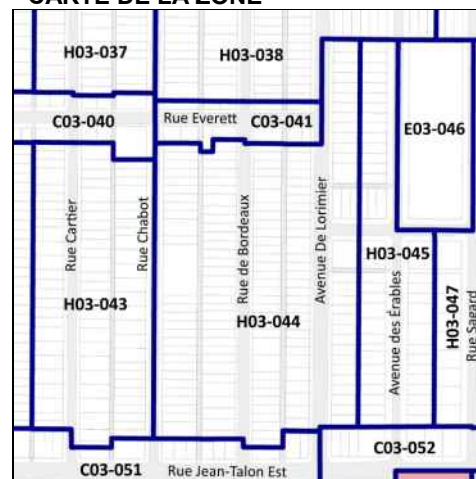 CARTE DE LA ZONE
H03-037
H03-038
C03-040
Rue Everett
C03-041
E03-046
Rue Cartier
Rue Chabot
Rue de Bordeaux
Avenue De Lorimier
H03-045
H03-043
H03-044
Avenue des Érables
H03-047
Rue Sagard
C03-052
C03-051
Rue Jean-Talon Est